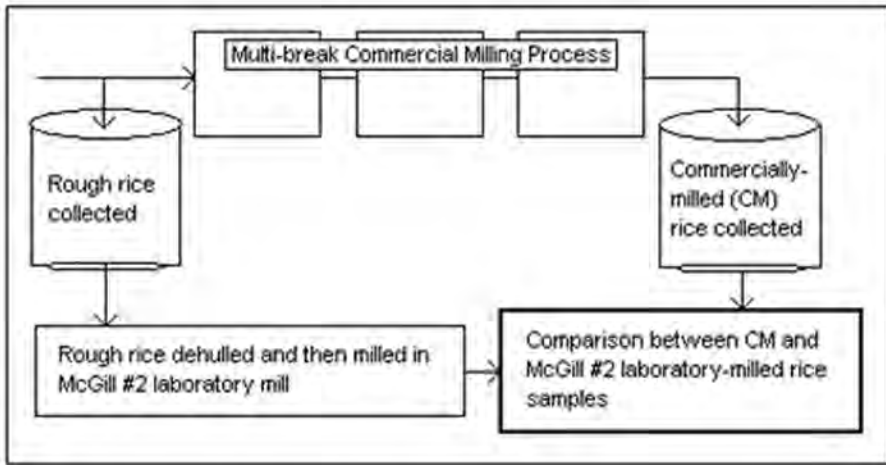 Multi-break Commercial Milling Process
Rough rice
collected
Commercially-
milled (CM)
rice collected
Rough rice dehulled and then milled in
McGill #2 laboratory mill
Comparison between CM and
McGill #2 laboratory-milled rice
samples